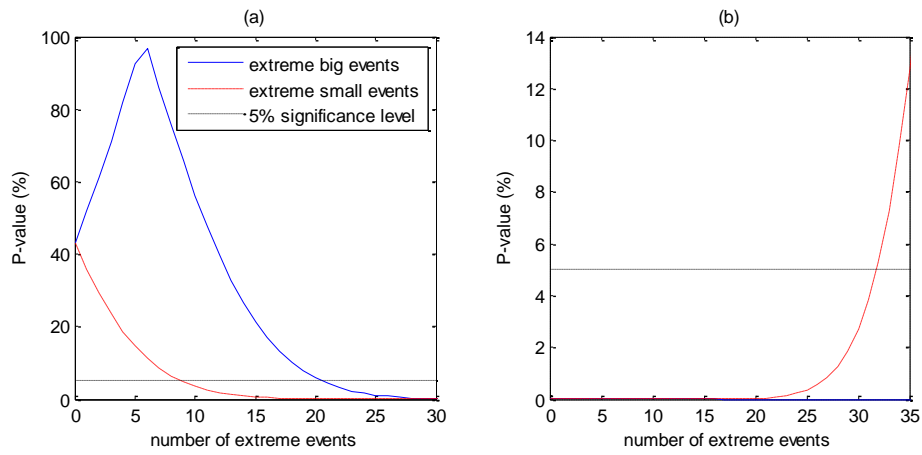 (a)
100
80
60
40
20
0
P-value (%)
extreme big events
extreme small events
5% significance level
0 5 10 15 20 25 30
number of extreme events
(b)
14
12
10
8
6
4
2
0
P-value (%)
0 5 10 15 20 25 30 35
number of extreme events